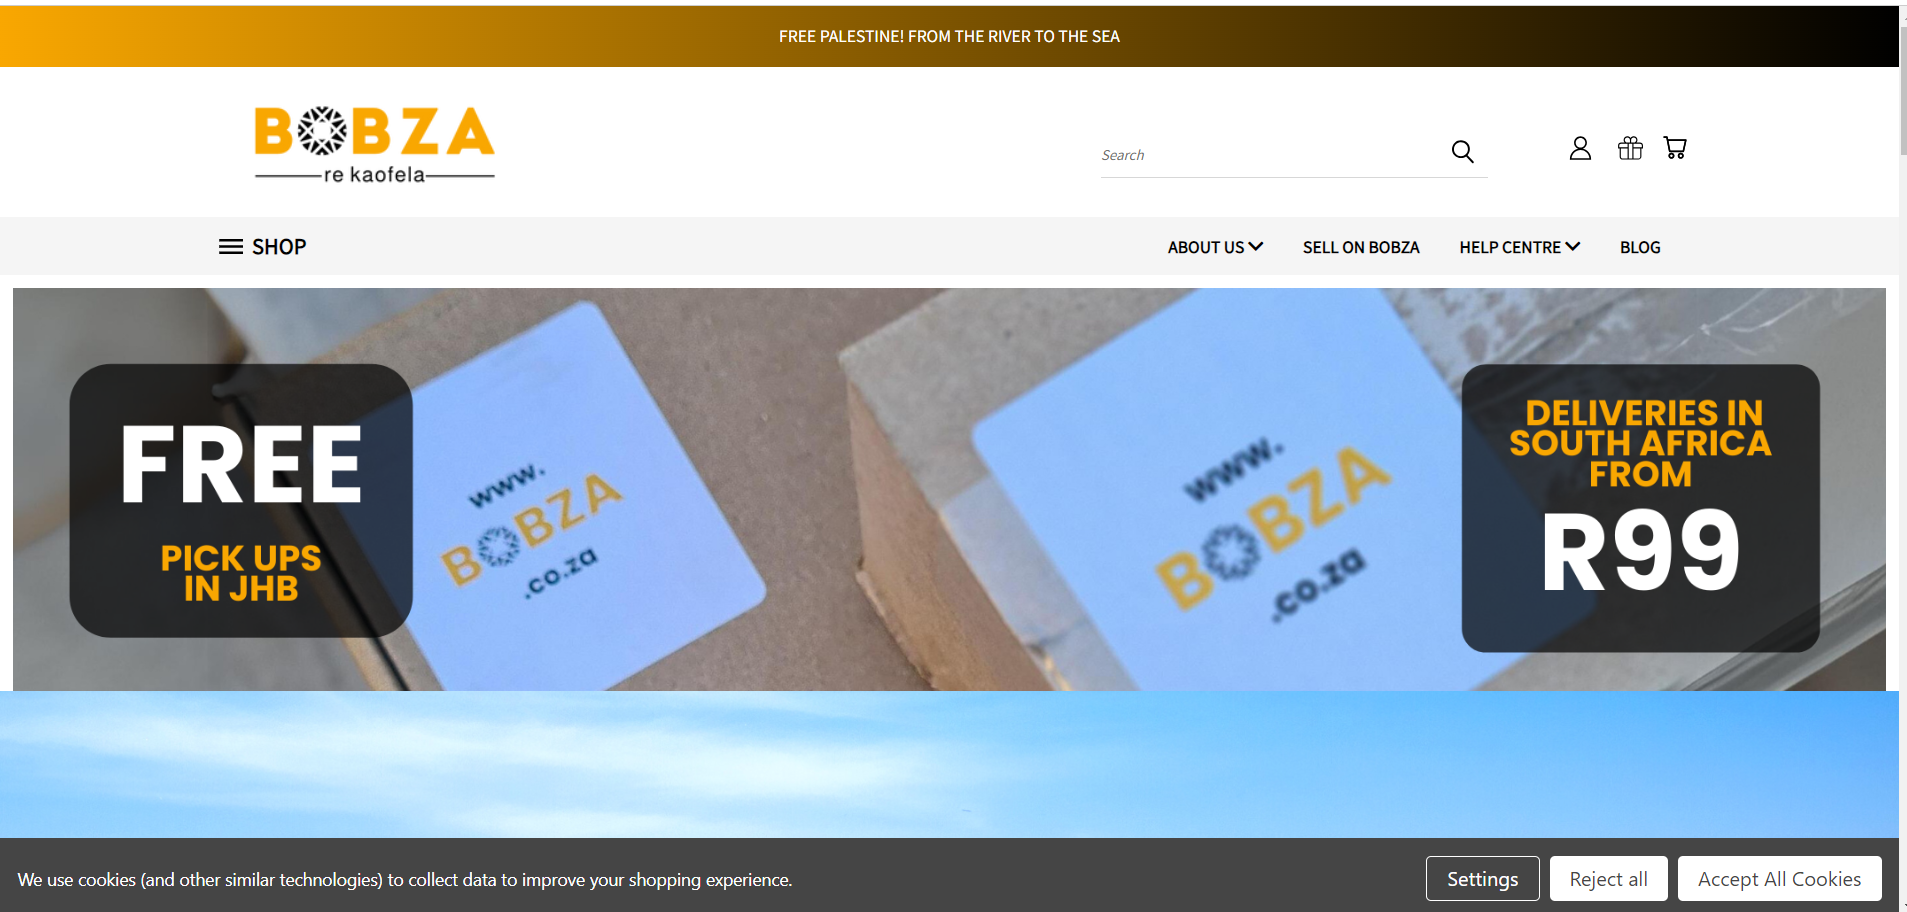 FREE PALESTINE! FROM THE RIVER TO THE SEA
BOBZA
re kaofela
Search
SHOP
ABOUT US
SELL ON BOBZA
HELP CENTRE
BLOG
FREE
PICK UPS
IN JHB
www.
BOBZA
.co.za
www.
BOBZA
.co.za
DELIVERIES IN
SOUTH AFRICA
FROM
R99
We use cookies (and other similar technologies) to collect data to improve your shopping experience.
Settings
Reject all
Accept All Cookies